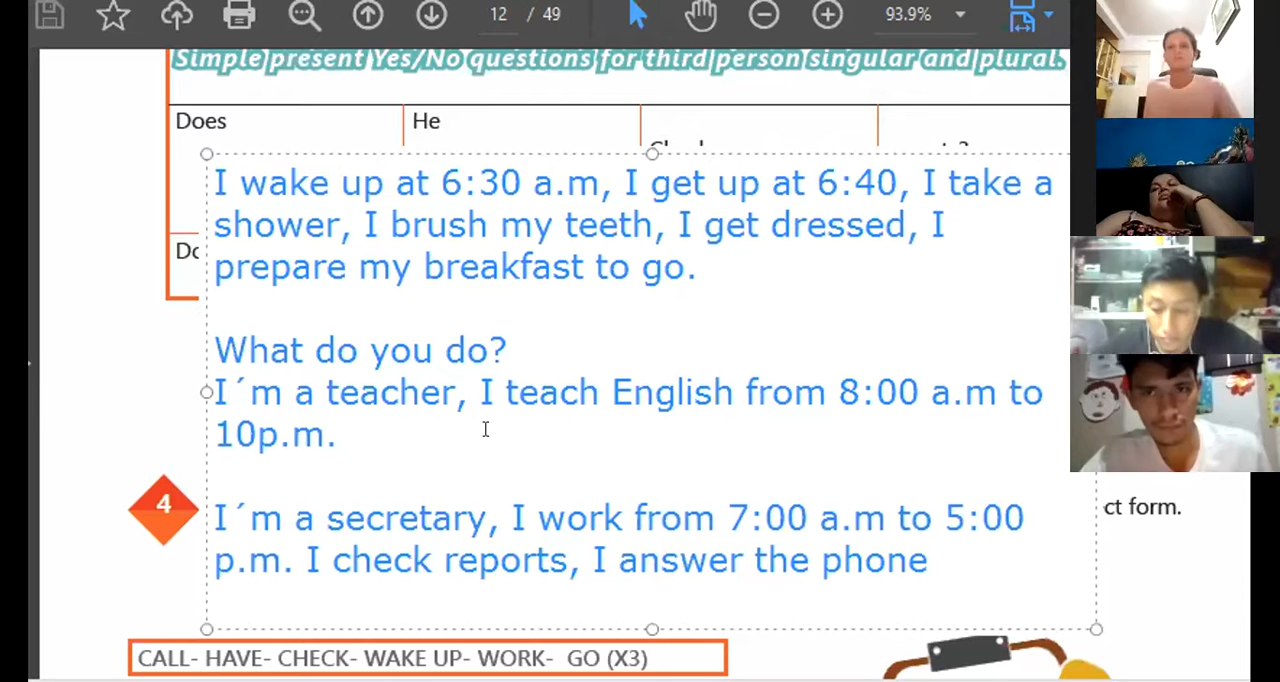 12 / 49
93.9%
Simple present Yes/No questions for third person singular and plural.
Does
He
I wake up at 6:30 a.m, I get up at 6:40, I take a
shower, I brush my teeth, I get dressed, I
prepare my breakfast to go.
What do you do?
I´m a teacher, I teach English from 8:00 a.m to
10p.m.
4
ct form.
I´m a secretary, I work from 7:00 a.m to 5:00
p.m. I check reports, I answer the phone
CALL- HAVE- CHECK- WAKE UP- WORK- GO (X3)